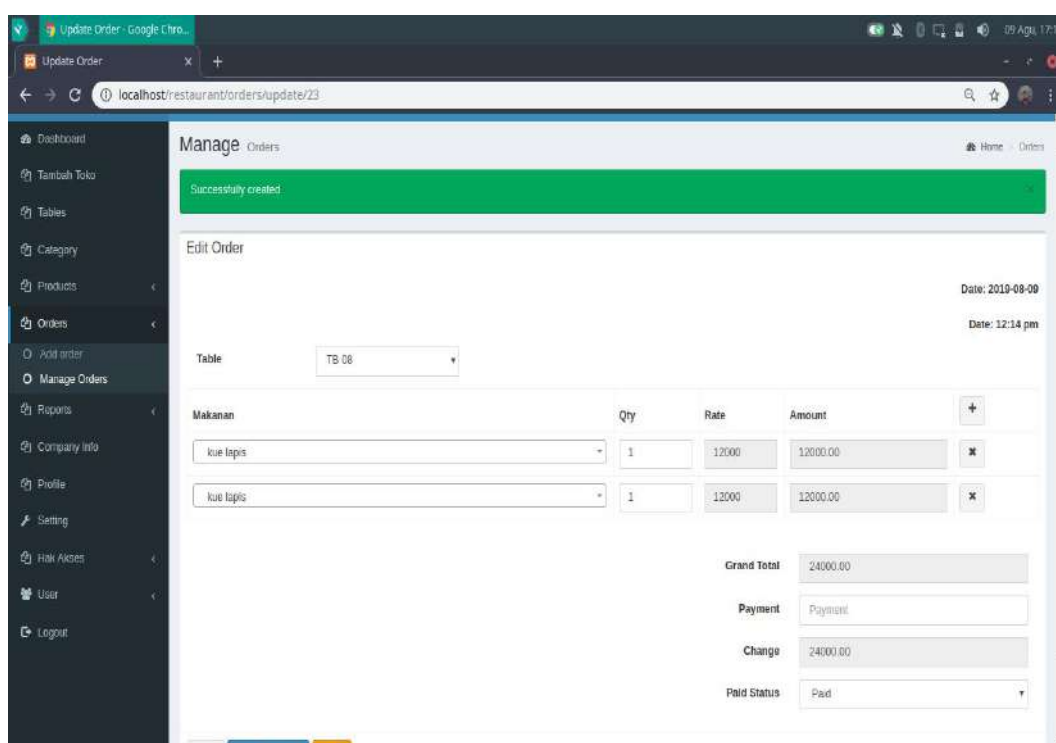 Update Order - Google Chro...
09 Agu, 17:1
Update Order
localhost/restaurant/orders/update/23
Dashboard
Tambah Toko
Tables
Category
Products
Orders
Add order
Manage Orders
Reports
Company Info
Profile
Setting
Hak Akses
User
Logout
Manage Orders
Home > Orders
Successfully created
Edit Order
Date: 2019-08-09
Date: 12:14 pm
Table TB 08
Makanan Qty Rate Amount
kue lapis 1 12000 12000.00
kue lapis 1 12000 12000.00
Grand Total 24000.00
Payment Payment
Change 24000.00
Paid Status Paid